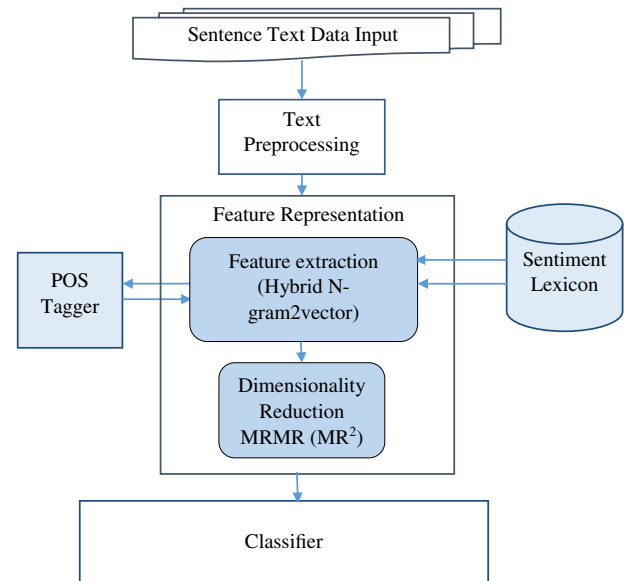 Sentence Text Data Input
Text
Preprocessing
Feature Representation
Feature extraction
(Hybrid N-
gram2vector)
POS
Tagger
Sentiment
Lexicon
Dimensionality
Reduction
MRMR (MR²)
Classifier